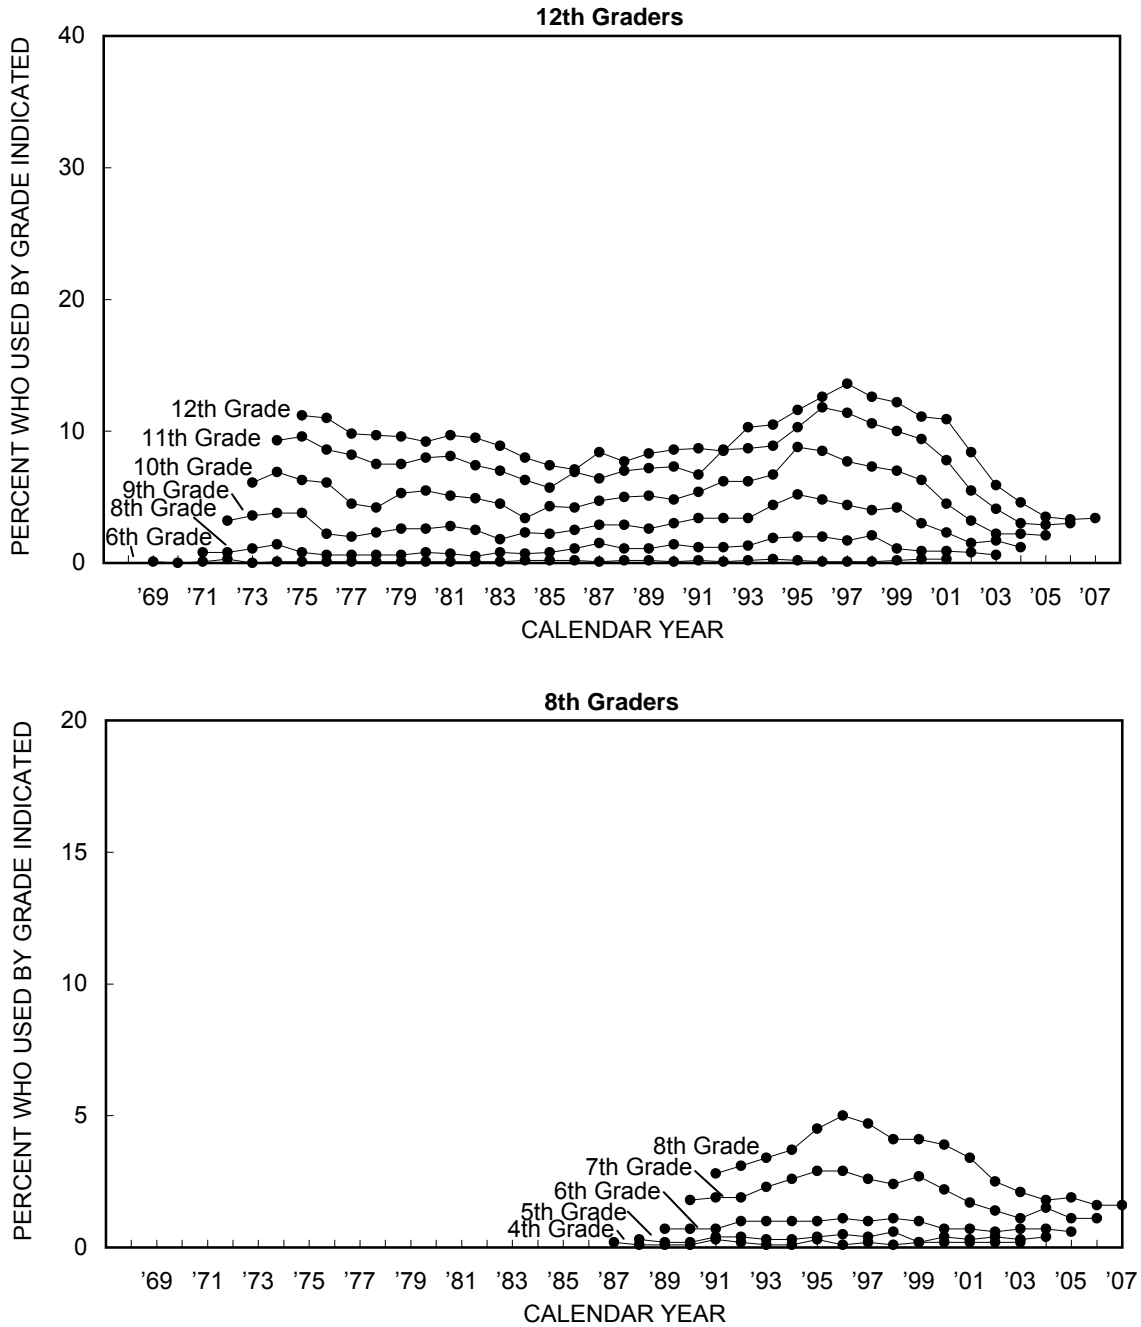 12th Graders
PERCENT WHO USED BY GRADE INDICATED
40
30
20
10
0
12th Grade
11th Grade
10th Grade
9th Grade
8th Grade
6th Grade
’69 ’71 ’73 ’75 ’77 ’79 ’81 ’83 ’85 ’87 ’89 ’91 ’93 ’95 ’97 ’99 ’01 ’03 ’05 ’07
CALENDAR YEAR
8th Graders
PERCENT WHO USED BY GRADE INDICATED
20
15
10
5
0
8th Grade
7th Grade
6th Grade
5th Grade
4th Grade
’69 ’71 ’73 ’75 ’77 ’79 ’81 ’83 ’85 ’87 ’89 ’91 ’93 ’95 ’97 ’99 ’01 ’03 ’05 ’07
CALENDAR YEAR